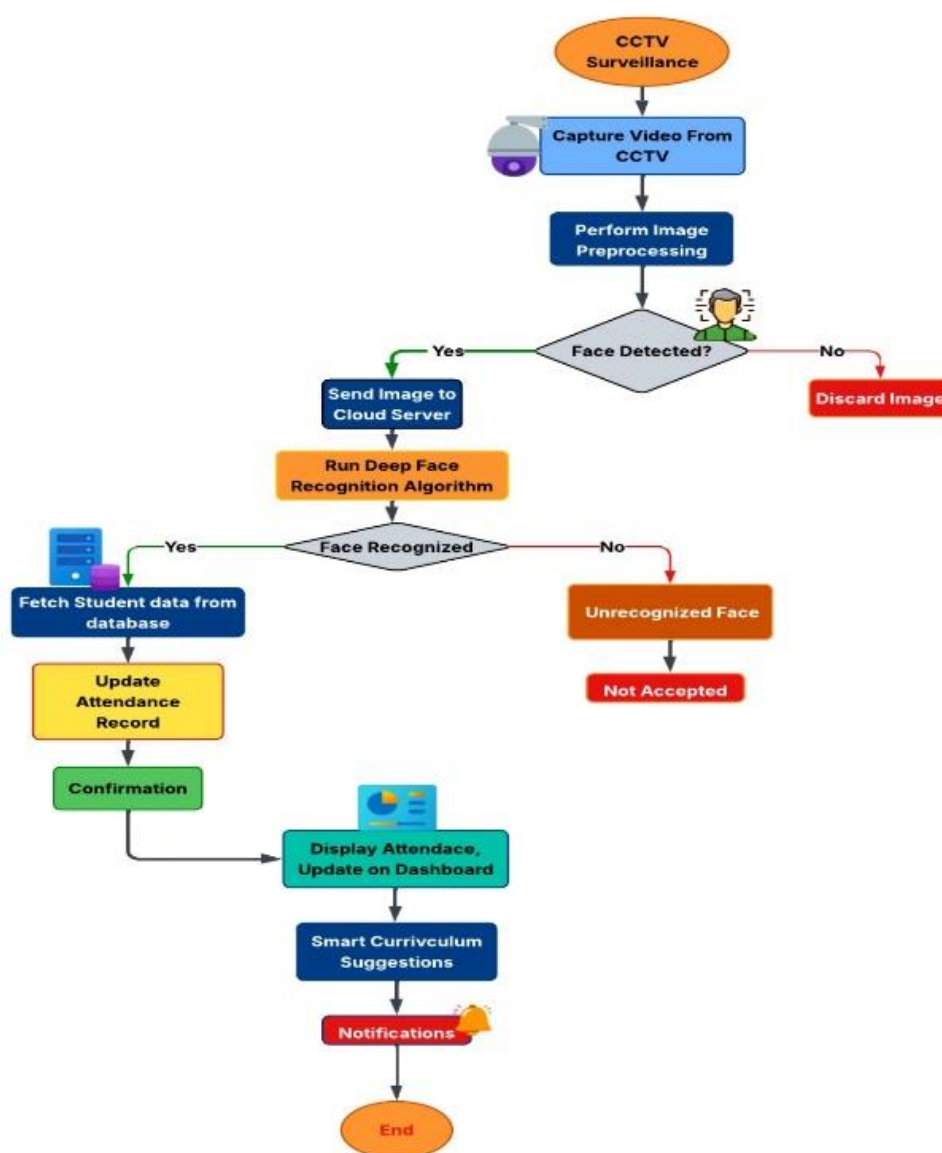 CCTV
Surveillance
Capture Video From
CCTV
Perform Image
Preprocessing
Face Detected?
Yes
No
Send Image to
Cloud Server
Discard Image
Run Deep Face
Recognition Algorithm
Face Recognized
Yes
No
Fetch Student data from
database
Unrecognized Face
Update
Attendance
Record
Not Accepted
Confirmation
Display Attendace,
Update on Dashboard
Smart Currivculum
Suggestions
Notifications
End